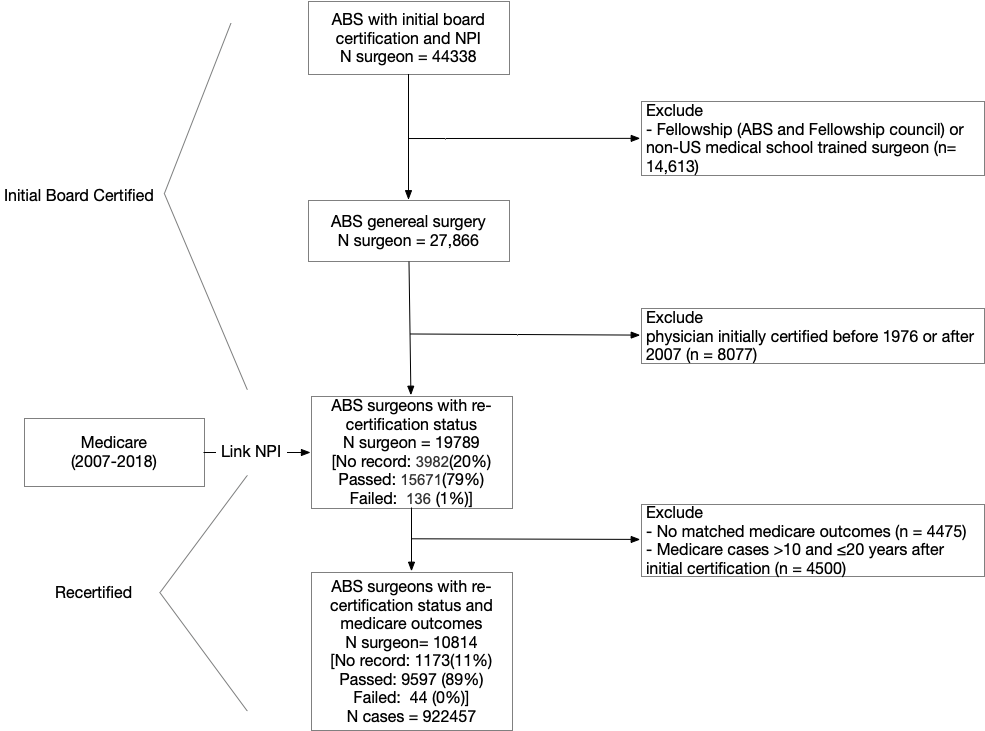 ABS with initial board
certification and NPI
N surgeon = 44338
Exclude
- Fellowship (ABS and Fellowship council) or
non-US medical school trained surgeon (n=
14,613)
Initial Board Certified
ABS genereal surgery
N surgeon = 27,866
Exclude
physician initially certified before 1976 or after
2007 (n = 8077)
ABS surgeons with re-
certification status
N surgeon = 19789
[No record: 3982(20%)
Passed: 15671(79%)
Failed: 136 (1%)]
Medicare
(2007-2018)
Link NPI
Exclude
- No matched medicare outcomes (n = 4475)
- Medicare cases >10 and ≤20 years after
initial certification (n = 4500)
Recertified
ABS surgeons with re-
certification status and
medicare outcomes
N surgeon= 10814
[No record: 1173(11%)
Passed: 9597 (89%)
Failed: 44 (0%)]
N cases = 922457